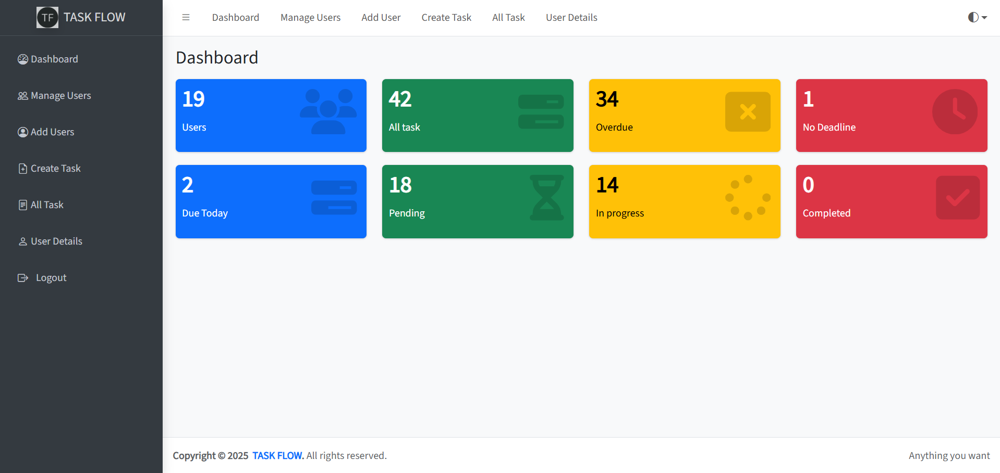 TF TASK FLOW
Dashboard
Manage Users
Add Users
Create Task
All Task
User Details
Logout
Dashboard Manage Users Add User Create Task All Task User Details
Dashboard
19
Users
42
All task
34
Overdue
1
No Deadline
2
Due Today
18
Pending
14
In progress
0
Completed
Copyright © 2025 TASK FLOW. All rights reserved.
Anything you want